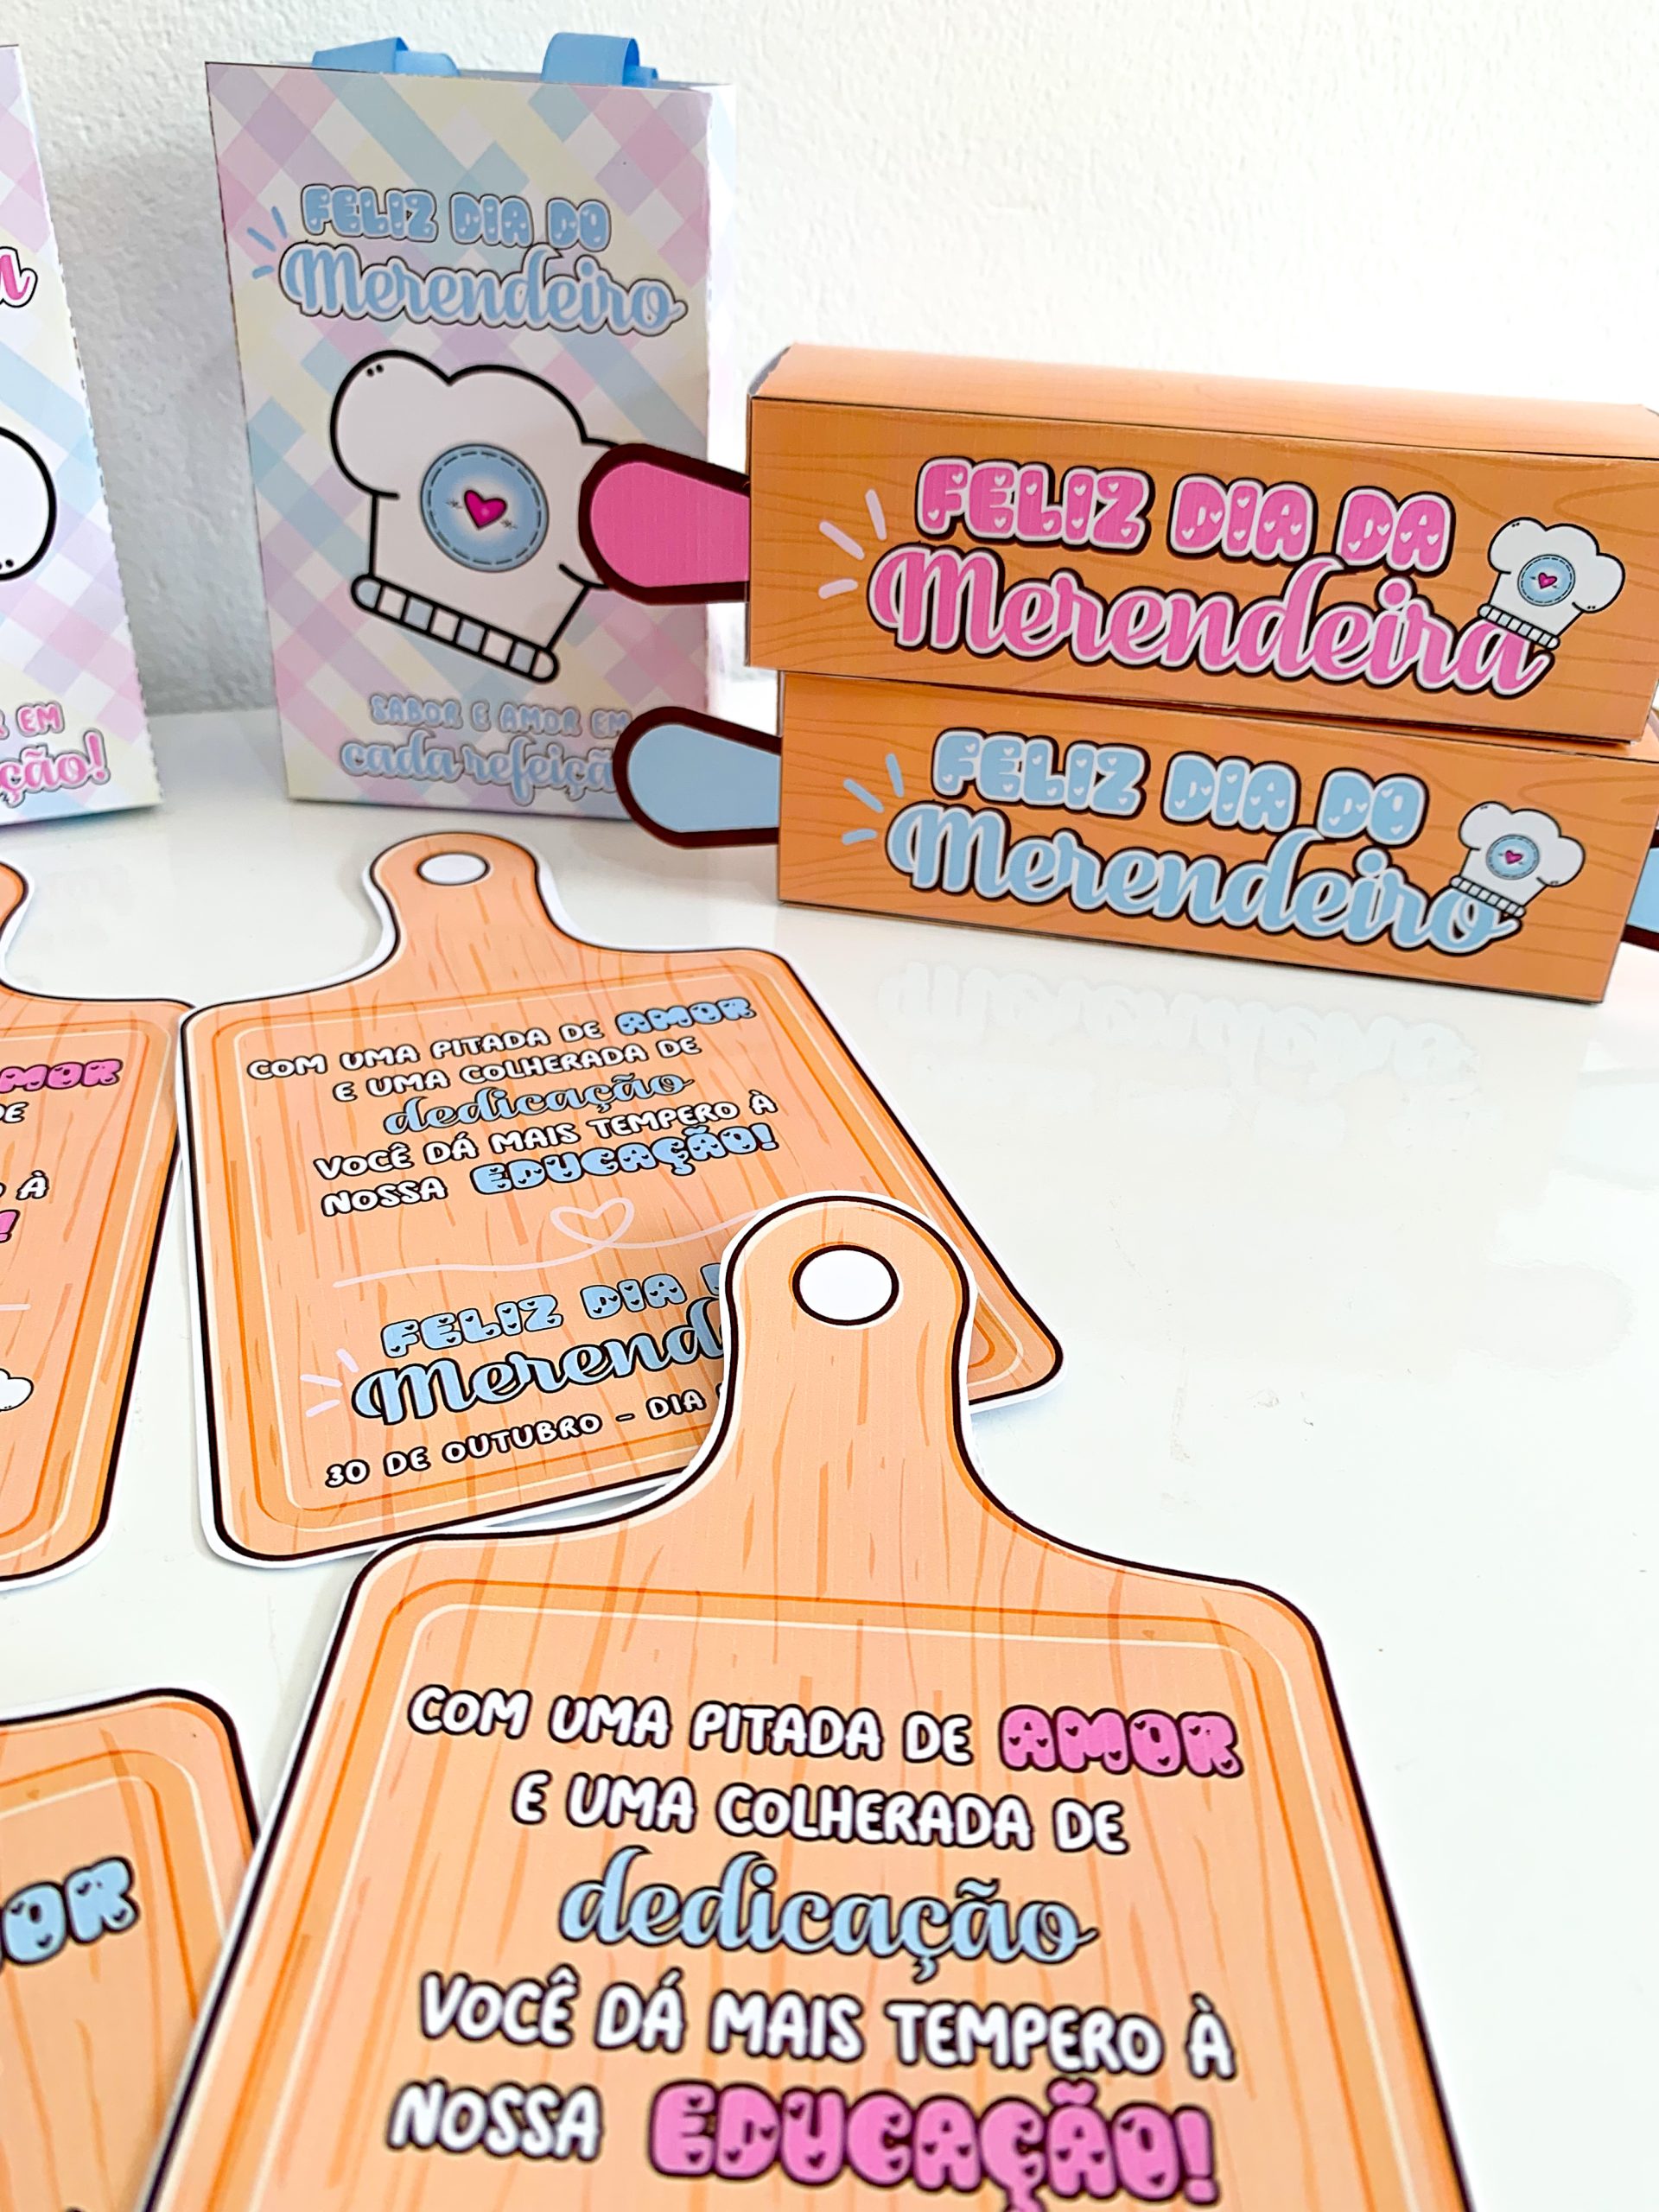 FELIZ DIA DO
Merendeiro
SABOR E AMOR EM
EM
ção!
FELIZ DIA DA
Merendeira
FELIZ DIA DO
Merendeiro
COM UMA PITADA DE AMOR
E UMA COLHERADA DE
dedicação
VOCÊ DÁ MAIS TEMPERO À
NOSSA EDUCAÇÃO!
FELIZ DIA
30 DE OUTUBRO - DIA
À
COM UMA PITADA DE AMOR
E UMA COLHERADA DE
dedicação
VOCÊ DÁ MAIS TEMPERO À
NOSSA EDUCAÇÃO!